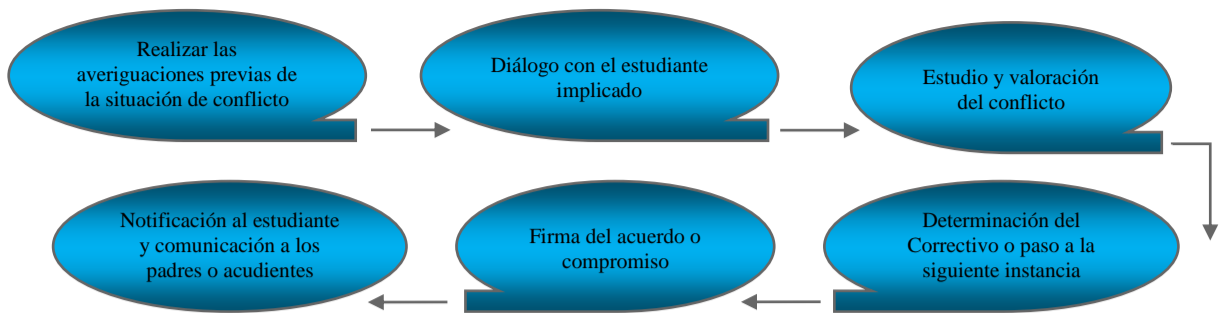 Realizar las
averiguaciones previas de
la situación de conflicto
Diálogo con el estudiante
implicado
Estudio y valoración
del conflicto
Determinación del
Correctivo o paso a la
siguiente instancia
Firma del acuerdo o
compromiso
Notificación al estudiante
y comunicación a los
padres o acudientes